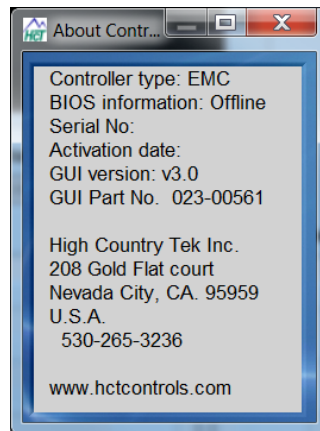 HCT
About Contr...
Controller type: EMC
BIOS information: Offline
Serial No:
Activation date:
GUI version: v3.0
GUI Part No.  023-00561
High Country Tek Inc.
208 Gold Flat court
Nevada City, CA. 95959
U.S.A.
530-265-3236
www.hctcontrols.com